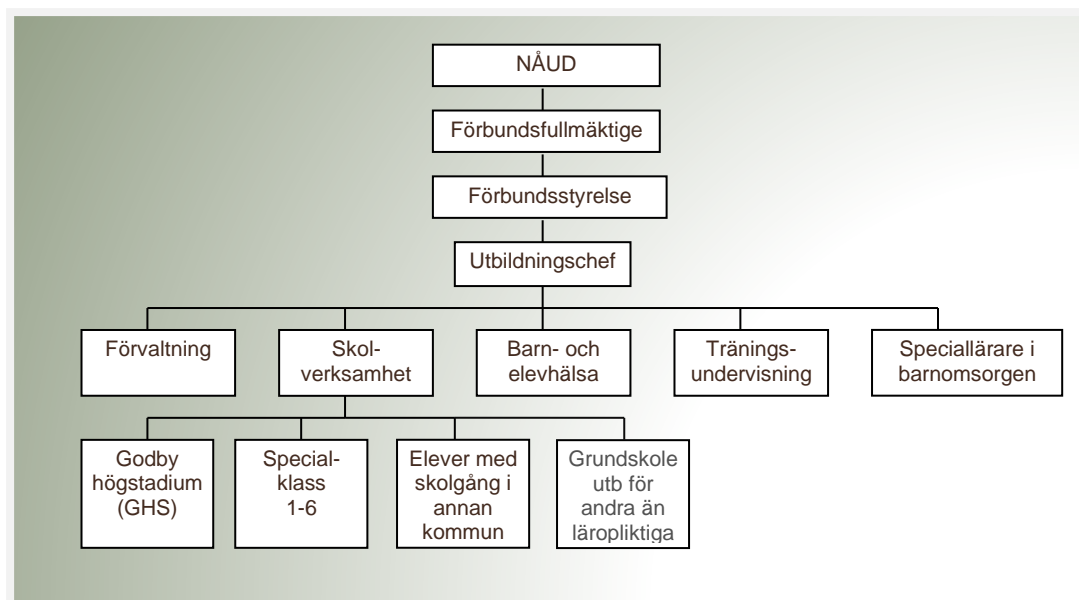 NÅUD
Förbundsfullmäktige
Förbundsstyrelse
Utbildningschef
Förvaltning
Skol-
verksamhet
Barn- och
elevhälsa
Tränings-
undervisning
Speciallärare i
barnomsorgen
Godby
högstadium
(GHS)
Special-
klass
1-6
Elever med
skolgång i
annan
kommun
Grundskole
utb för
andra än
läropliktiga